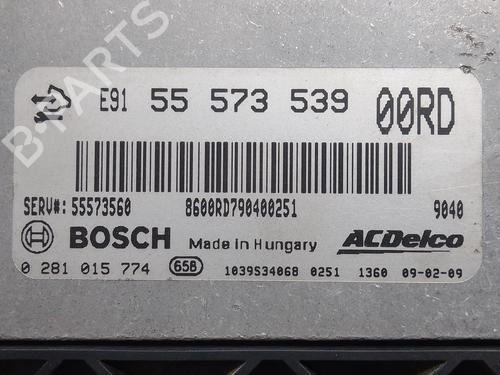 B-PARTS
E91 55 573 539 00RD
SERV#: 55573560 8600RD790400251 9040
BOSCH Made in Hungary ACDelco
0 281 015 774 658 1039S34068 0251 1360 09-02-09